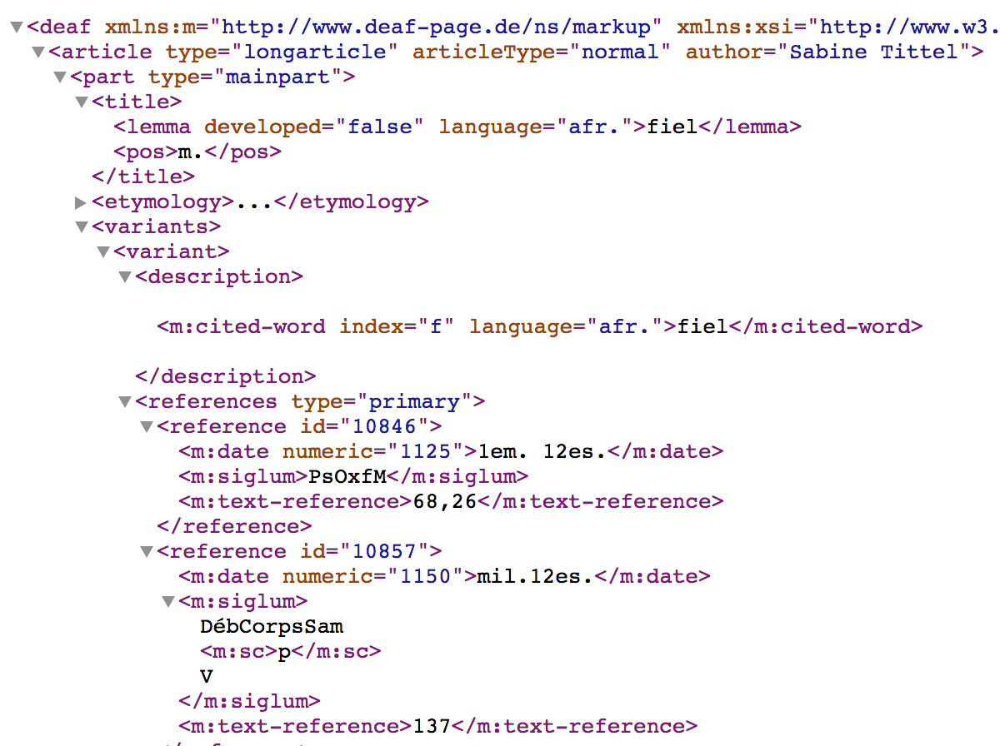 <deaf xmlns:m="http://www.deaf-page.de/ns/markup" xmlns:xsi="http://www.w3.
<article type="longarticle" articleType="normal" author="Sabine Tittel">
<part type="mainpart">
<title>
<lemma developed="false" language="afr.">fiel</lemma>
<pos>m.</pos>
</title>
<etymology>...</etymology>
<variants>
<variant>
<description>
<m:cited-word index="f" language="afr.">fiel</m:cited-word>
</description>
<references type="primary">
<reference id="10846">
<m:date numeric="1125">1em. 12es.</m:date>
<m:siglum>PsOxfM</m:siglum>
<m:text-reference>68,26</m:text-reference>
</reference>
<reference id="10857">
<m:date numeric="1150">mil.12es.</m:date>
<m:siglum>
DébCorpsSam
<m:sc>p</m:sc>
V
</m:siglum>
<m:text-reference>137</m:text-reference>